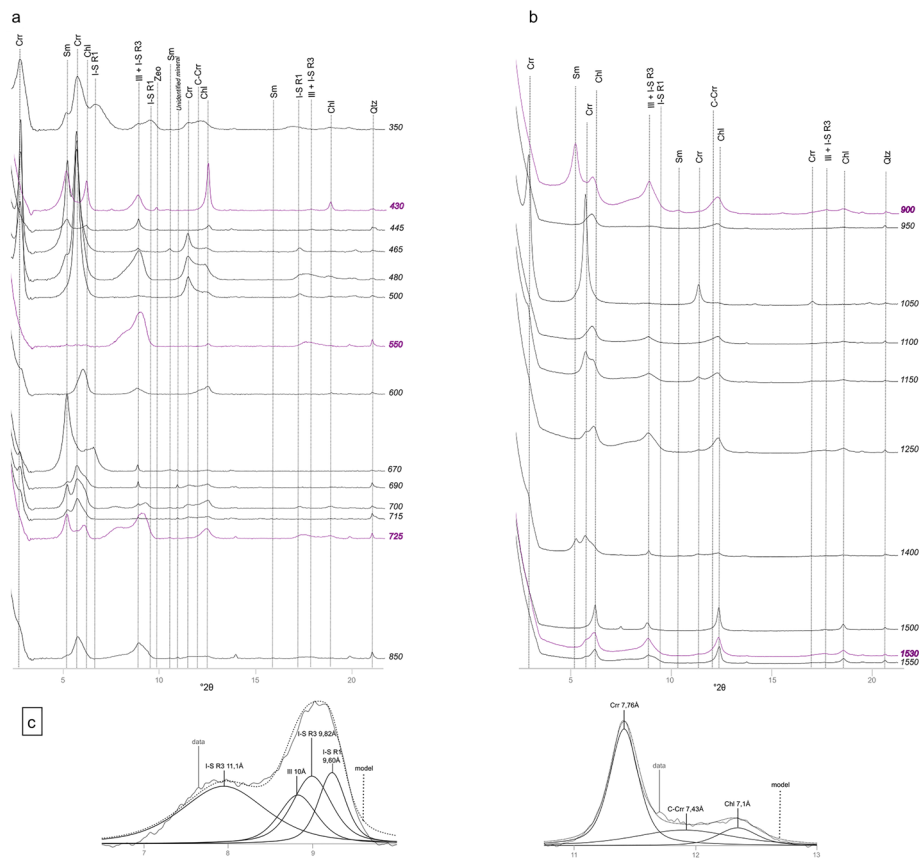 a
Crr
Sm
Crr
Chl
I-S R1
Ill + I-S R3
I-S R1
Zeo
Sm
Unidentified mineral
Crr
C-Crr
Chl
Sm
I-S R1
Ill + I-S R3
Chl
Qtz
350
430
445
465
480
500
550
600
670
690
700
715
725
850
5
10
15
20
°2θ
b
Crr
Sm
Crr
Chl
Ill + I-S R3
I-S R1
Sm
Crr
C-Crr
Chl
Crr
Ill + I-S R3
Chl
Qtz
900
950
1050
1100
1150
1250
1400
1500
1530
1550
5
10
15
20
°2θ
c
data
I-S R3 11,1Å
Ill 10Å
I-S R3 9,82Å
I-S R1
9,60Å
model
7
8
9
Crr 7,76Å
data
C-Crr 7,43Å
Chl 7,1Å
model
11
12
13